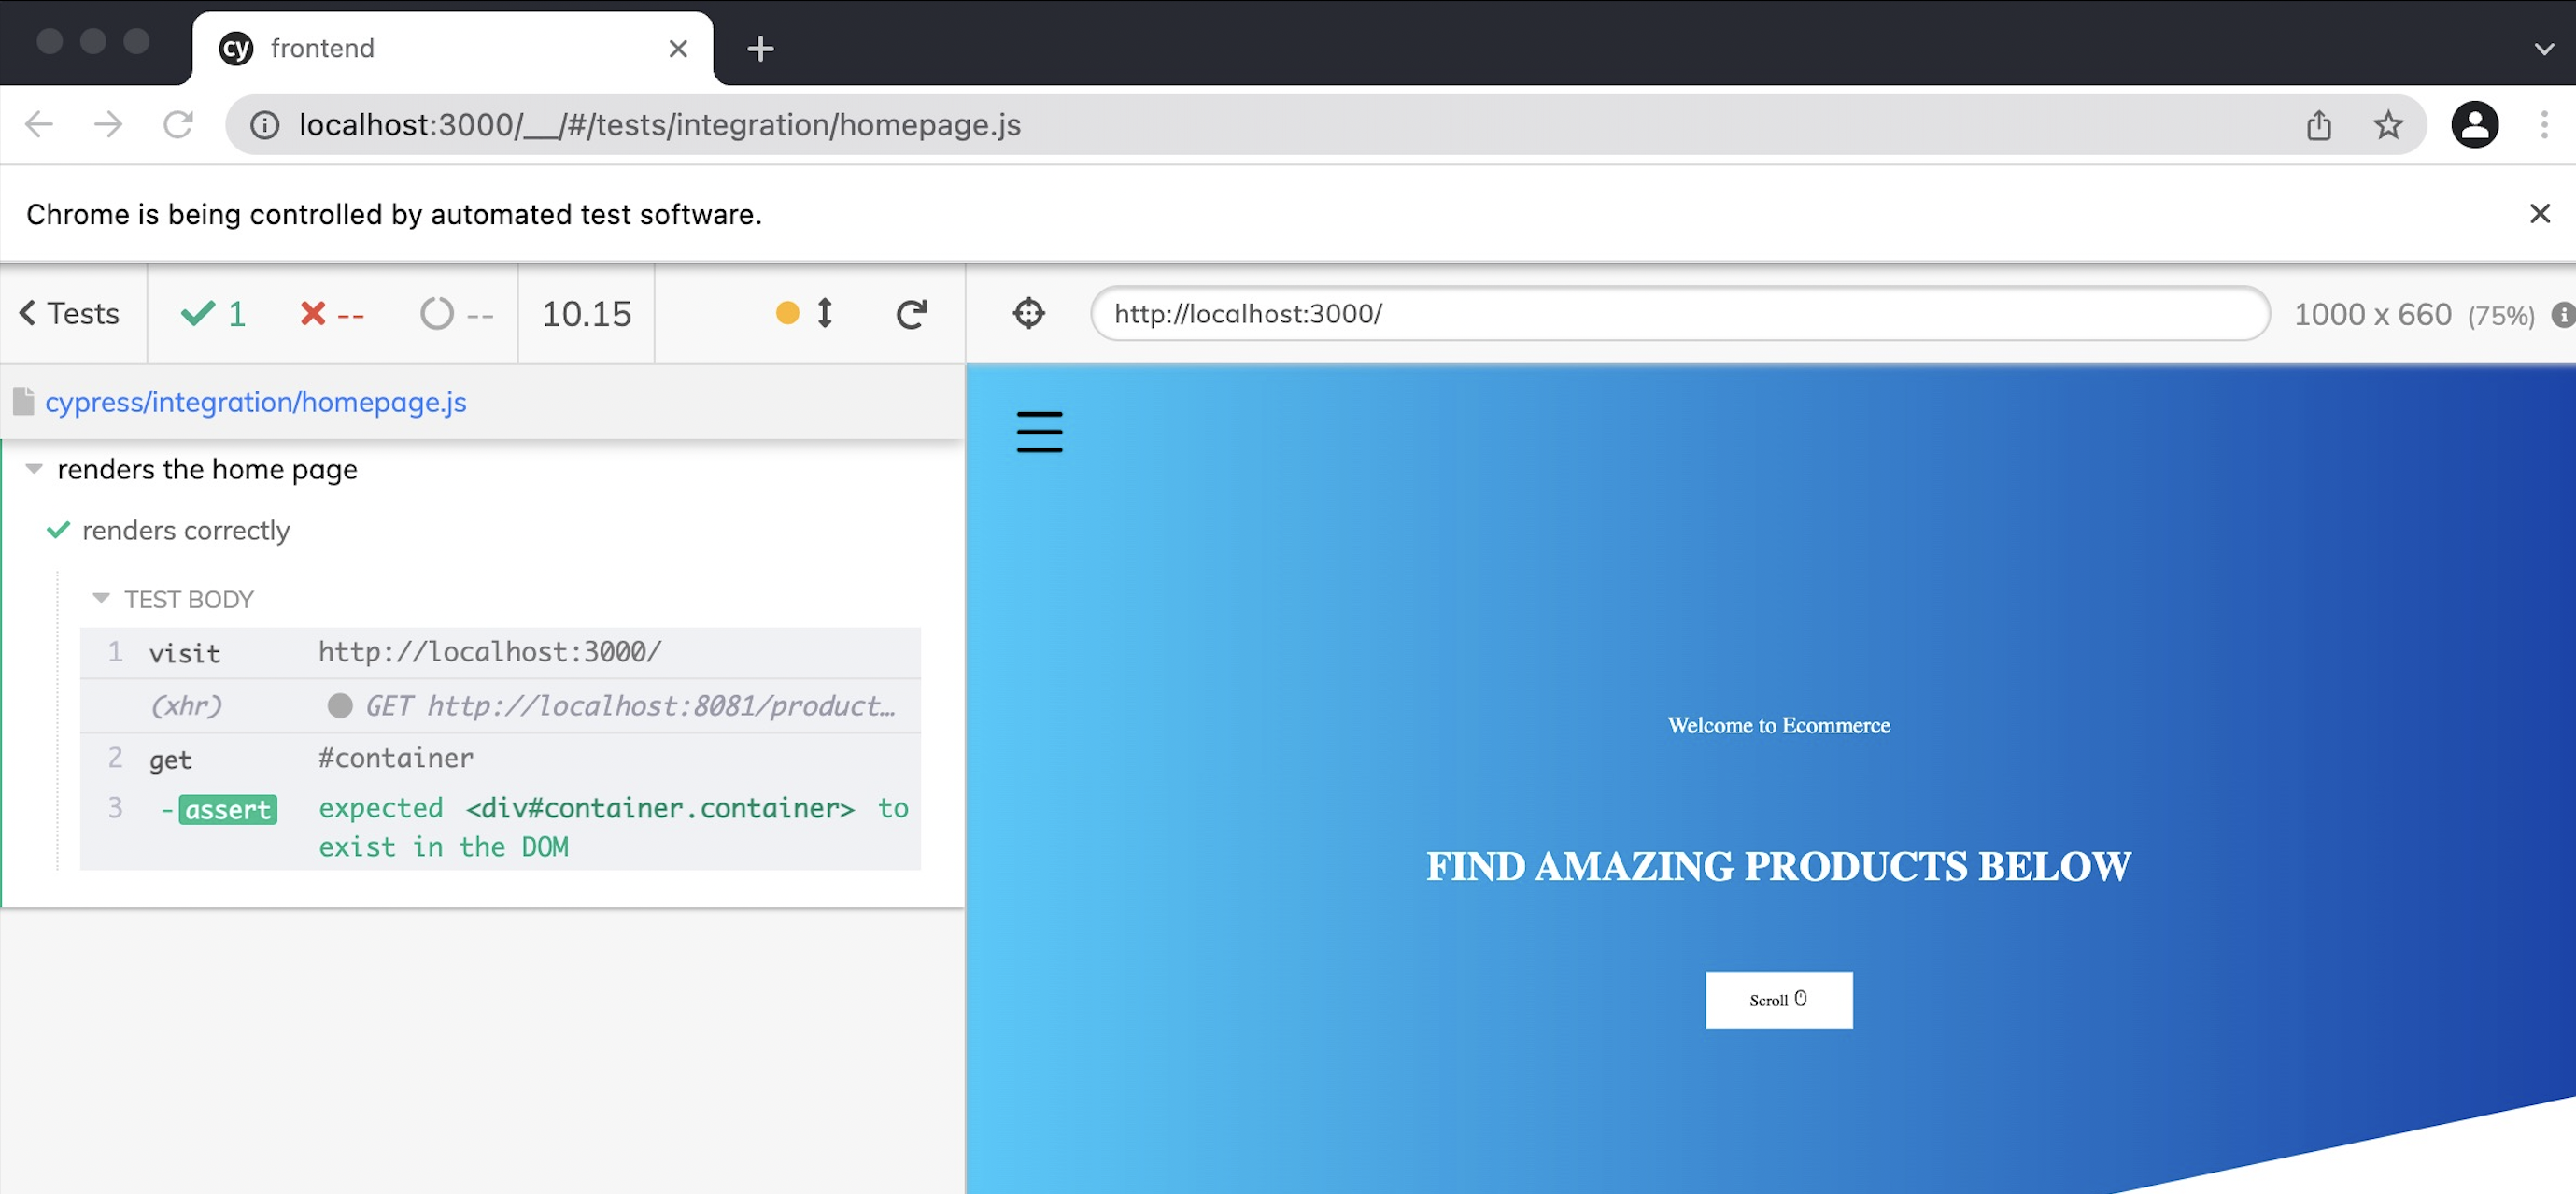 cy frontend
localhost:3000/__/#/tests/integration/homepage.js
Chrome is being controlled by automated test software.
Tests 1 -- -- 10.15
http://localhost:3000/ 1000 x 660 (75%)
cypress/integration/homepage.js
renders the home page
renders correctly
TEST BODY
1 visit http://localhost:3000/
(xhr) GET http://localhost:8081/product…
2 get #container
3 -assert expected <div#container.container> to
exist in the DOM
Welcome to Ecommerce
FIND AMAZING PRODUCTS BELOW
Scroll